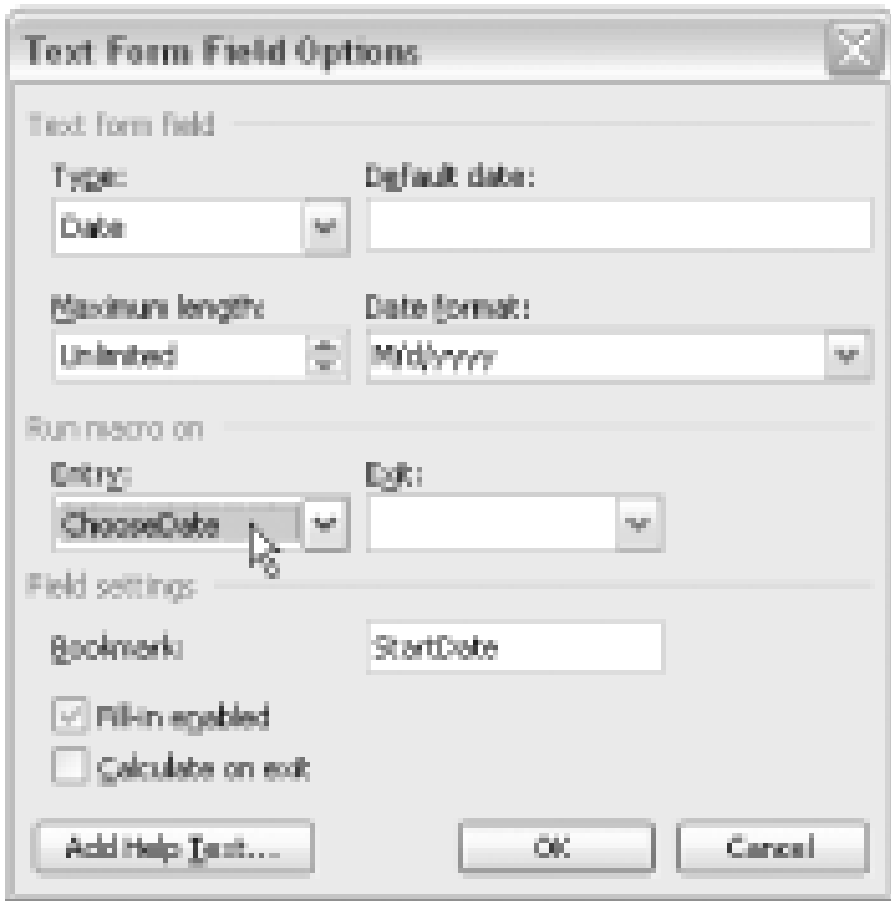 Text Form Field Options
Text form field
Type: Default date:
Date
Maximum length: Date format:
Unlimited M/d/yyyy
Run macro on
Entry: Exit:
ChooseDate
Field settings
Bookmark: StartDate
Fill-in enabled
Calculate on exit
Add Help Text... OK Cancel